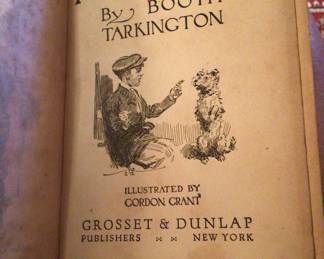 By BOOTH
TARKINGTON
ILLUSTRATED BY
GORDON GRANT
GROSSET & DUNLAP
PUBLISHERS NEW YORK